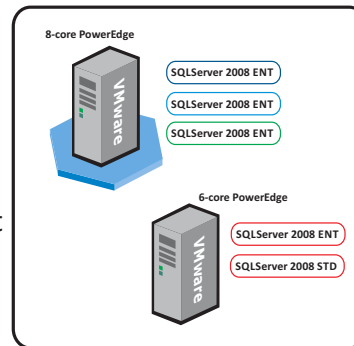 8-core PowerEdge
VMware
SQLServer 2008 ENT
SQLServer 2008 ENT
SQLServer 2008 ENT
6-core PowerEdge
VMware
SQLServer 2008 ENT
SQLServer 2008 STD